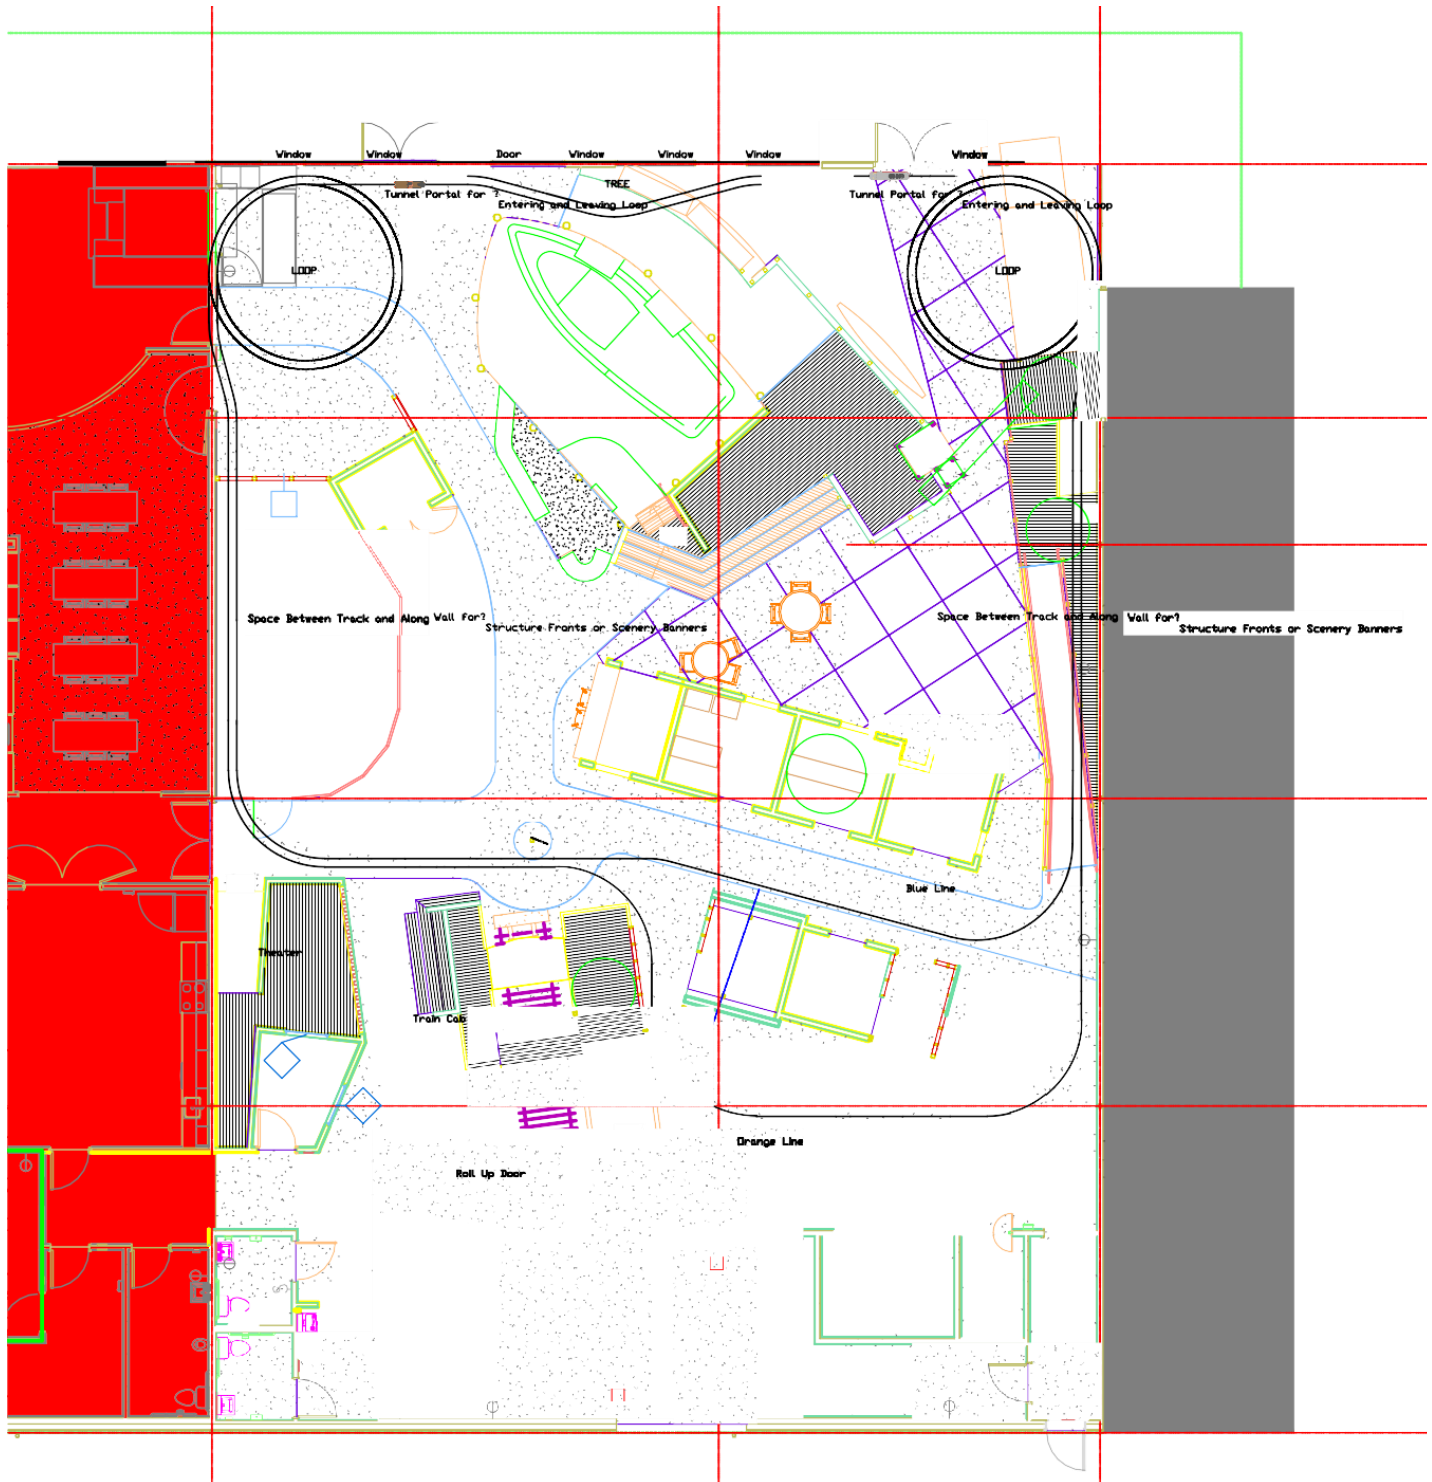 Window Window Door Window Window Window Window
TREE
Tunnel Portal for ? Tunnel Portal for ?
Entering and Leaving Loop Entering and Leaving Loop
LOOP LOOP
Space Between Track and Along Wall for? Space Between Track and Along Wall for?
Structure Fronts or Scenery Banners Structure Fronts or Scenery Banners
Blue Line
Theater
Train Cab
Orange Line
Roll Up Door